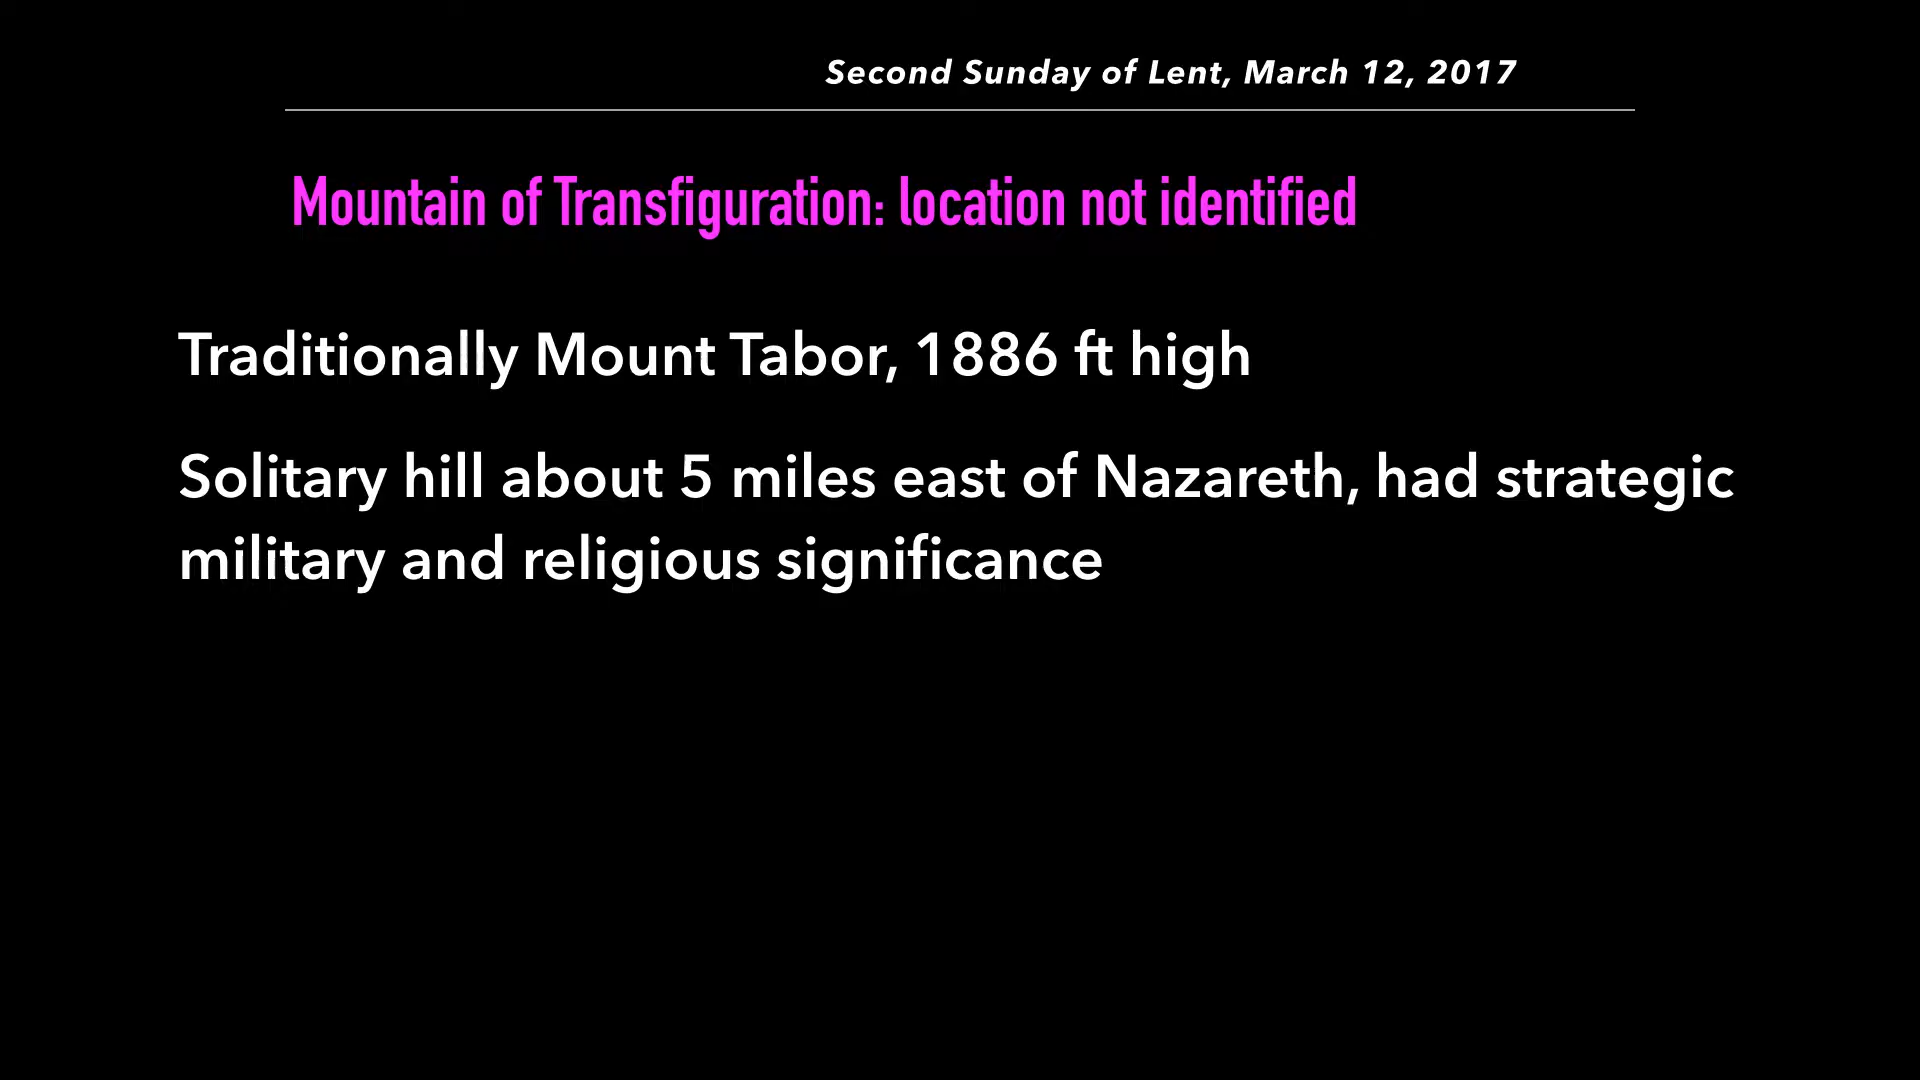 Second Sunday of Lent, March 12, 2017
Mountain of Transfiguration: location not identified
Traditionally Mount Tabor, 1886 ft high
Solitary hill about 5 miles east of Nazareth, had strategic
military and religious significance